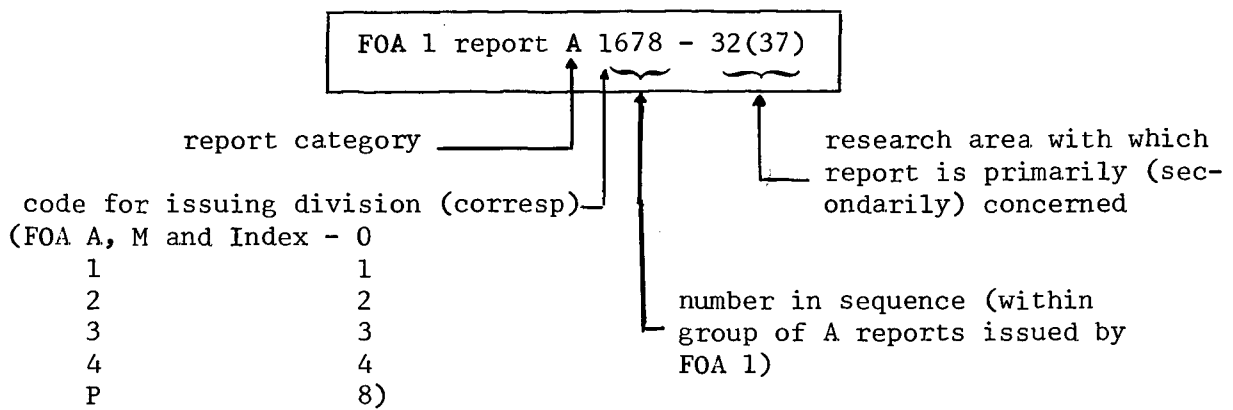 FOA 1 report A 1678 - 32(37)
report category
research area with which
report is primarily (sec-
ondarily) concerned
code for issuing division (corresp)
(FOA A, M and Index - 0
1 1
2 2
3 3
4 4
P 8)
number in sequence (within
group of A reports issued by
FOA 1)